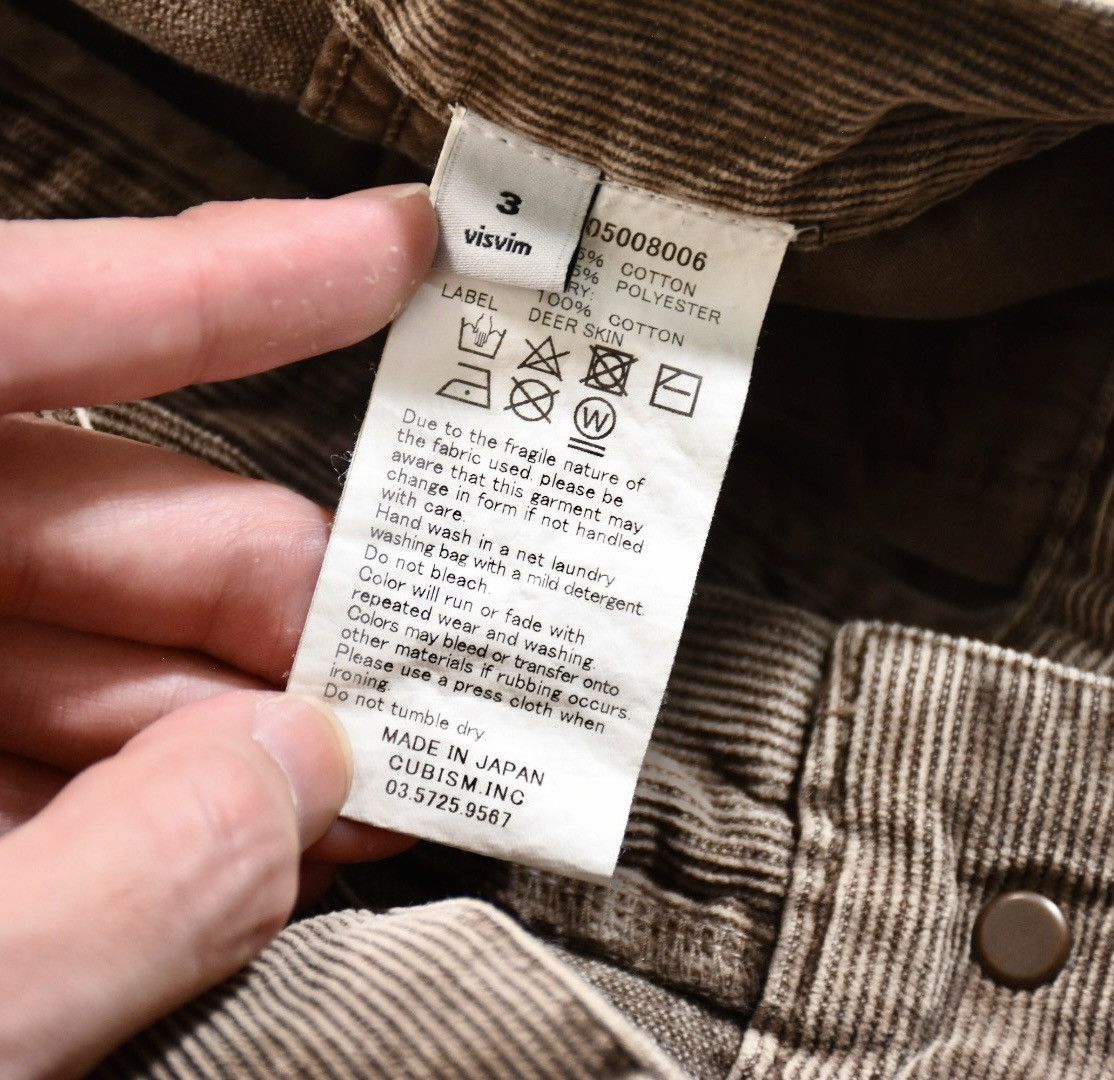 3
visvim
05008006
5% COTTON
5% POLYESTER
RY:
100% COTTON
LABEL DEER SKIN
W
Due to the fragile nature of
the fabric used, please be
aware that this garment may
change in form if not handled
with care.
Hand wash in a net laundry
washing bag with a mild detergent.
Do not bleach.
Color will run or fade with
repeated wear and washing.
Colors may bleed or transfer onto
other materials if rubbing occurs.
Please use a press cloth when
ironing.
Do not tumble dry.
MADE IN JAPAN
CUBISM.INC
03.5725.9567